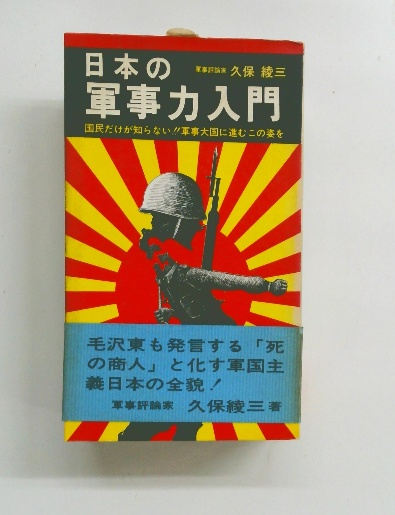 日本の
軍事評論家 久保 綾三
軍事力入門
国民だけが知らない!!軍事大国に進むこの姿を
毛沢東も発言する「死
の商人」と化す軍国主
義日本の全貌!
軍事評論家 久保綾三著